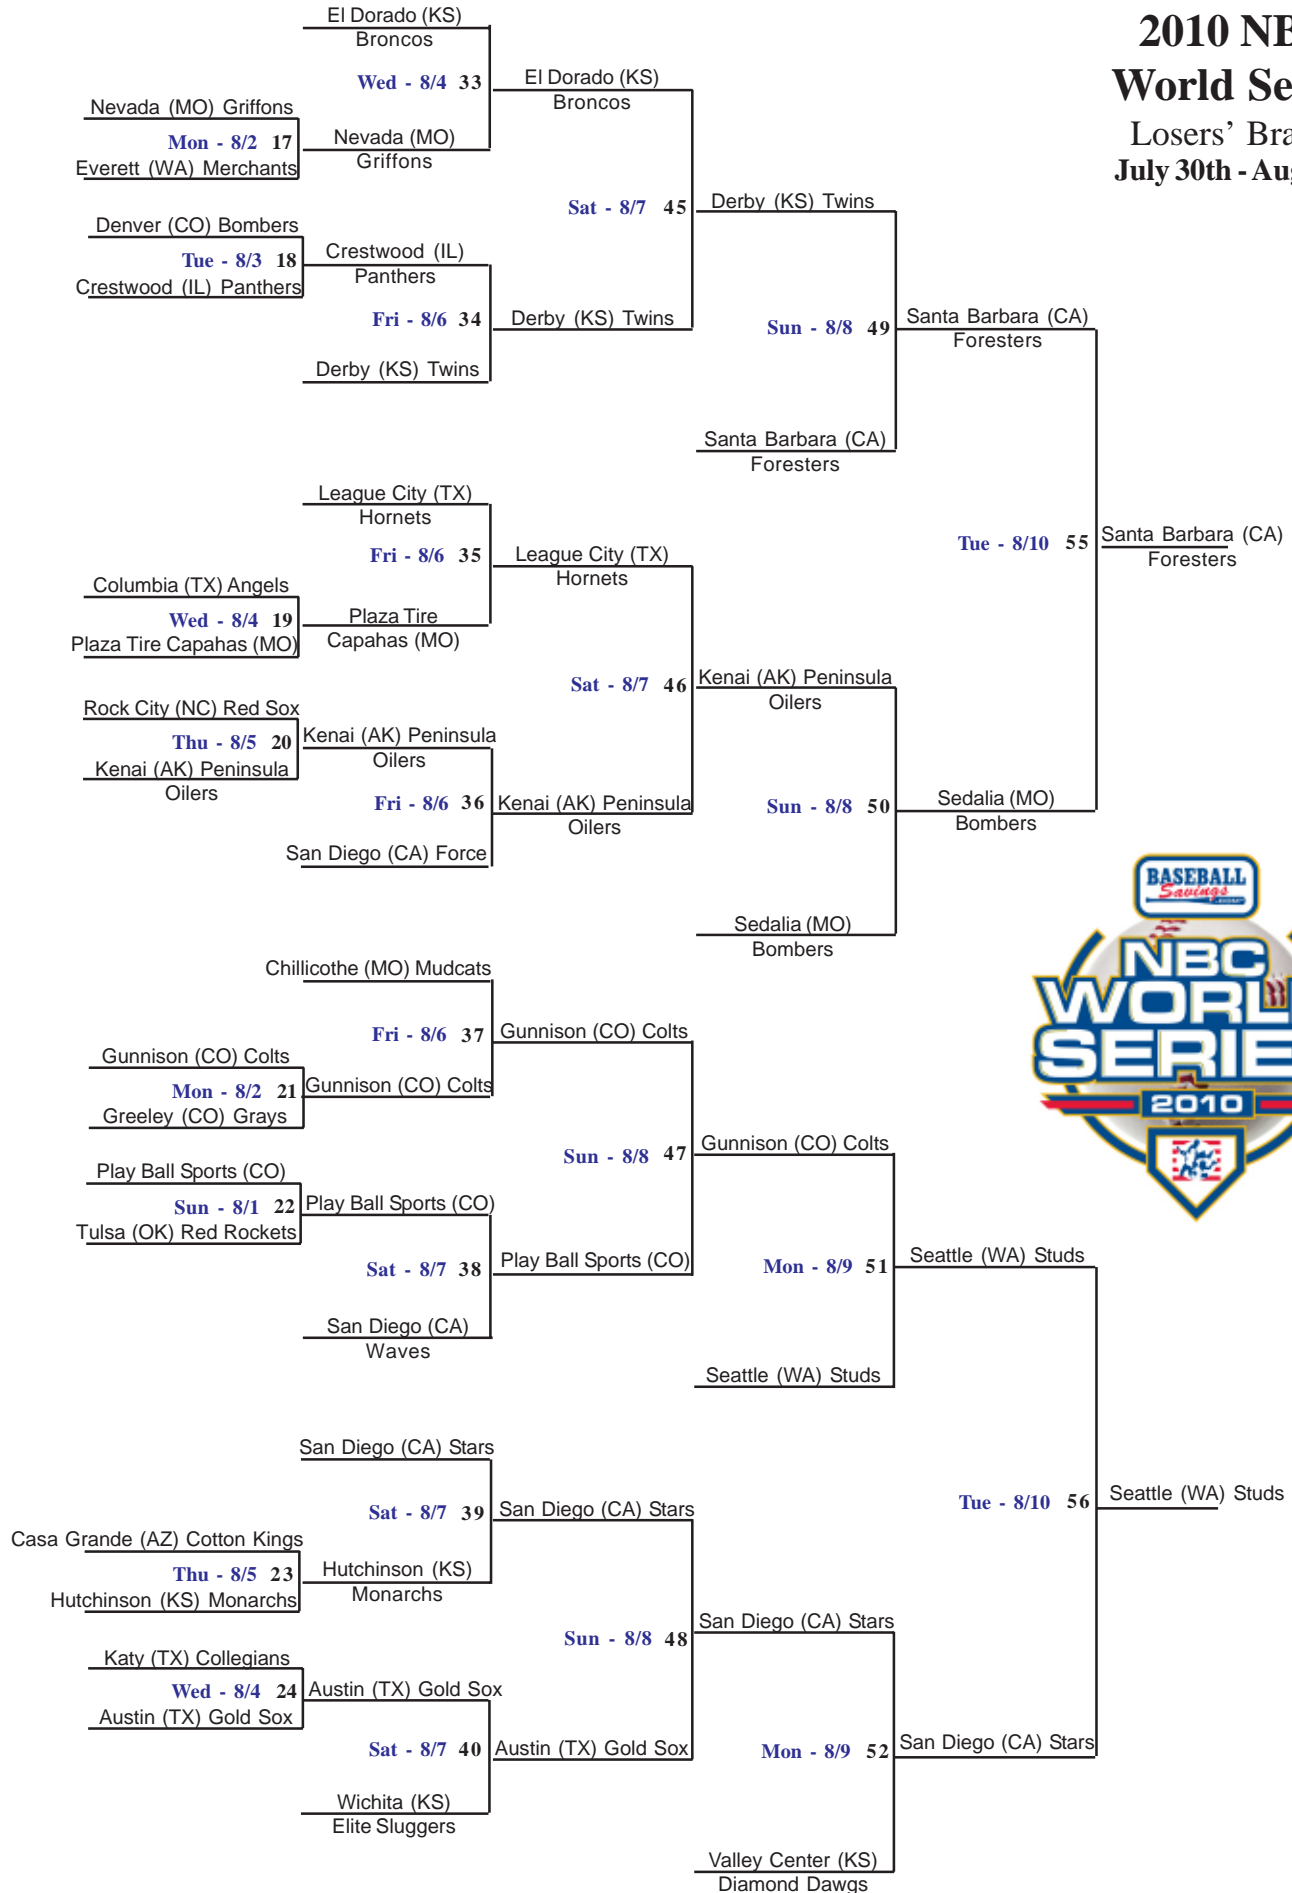 2010 NB
World Se
Losers' Bra
July 30th - Aug
El Dorado (KS)
Broncos
Wed - 8/4 33
El Dorado (KS)
Broncos
Nevada (MO) Griffons
Mon - 8/2 17
Everett (WA) Merchants
Nevada (MO)
Griffons
Sat - 8/7 45
Derby (KS) Twins
Denver (CO) Bombers
Tue - 8/3 18
Crestwood (IL) Panthers
Crestwood (IL)
Panthers
Fri - 8/6 34
Derby (KS) Twins
Derby (KS) Twins
Sun - 8/8 49
Santa Barbara (CA)
Foresters
Santa Barbara (CA)
Foresters
League City (TX)
Hornets
Fri - 8/6 35
League City (TX)
Hornets
Tue - 8/10 55
Santa Barbara (CA)
Foresters
Columbia (TX) Angels
Wed - 8/4 19
Plaza Tire Capahas (MO)
Plaza Tire
Capahas (MO)
Sat - 8/7 46
Kenai (AK) Peninsula
Oilers
Rock City (NC) Red Sox
Thu - 8/5 20
Kenai (AK) Peninsula
Oilers
Kenai (AK) Peninsula
Oilers
Fri - 8/6 36
Kenai (AK) Peninsula
Oilers
San Diego (CA) Force
Sun - 8/8 50
Sedalia (MO)
Bombers
Sedalia (MO)
Bombers
BASEBALL
Savings
NBC
WORL
SERIE
2010
Chillicothe (MO) Mudcats
Fri - 8/6 37
Gunnison (CO) Colts
Gunnison (CO) Colts
Mon - 8/2 21
Greeley (CO) Grays
Gunnison (CO) Colts
Sun - 8/8 47
Gunnison (CO) Colts
Play Ball Sports (CO)
Sun - 8/1 22
Tulsa (OK) Red Rockets
Play Ball Sports (CO)
Sat - 8/7 38
Play Ball Sports (CO)
San Diego (CA)
Waves
Mon - 8/9 51
Seattle (WA) Studs
Seattle (WA) Studs
San Diego (CA) Stars
Sat - 8/7 39
San Diego (CA) Stars
Tue - 8/10 56
Seattle (WA) Studs
Casa Grande (AZ) Cotton Kings
Thu - 8/5 23
Hutchinson (KS) Monarchs
Hutchinson (KS)
Monarchs
Sun - 8/8 48
San Diego (CA) Stars
Katy (TX) Collegians
Wed - 8/4 24
Austin (TX) Gold Sox
Austin (TX) Gold Sox
Sat - 8/7 40
Austin (TX) Gold Sox
Wichita (KS)
Elite Sluggers
Mon - 8/9 52
San Diego (CA) Stars
Valley Center (KS)
Diamond Dawgs